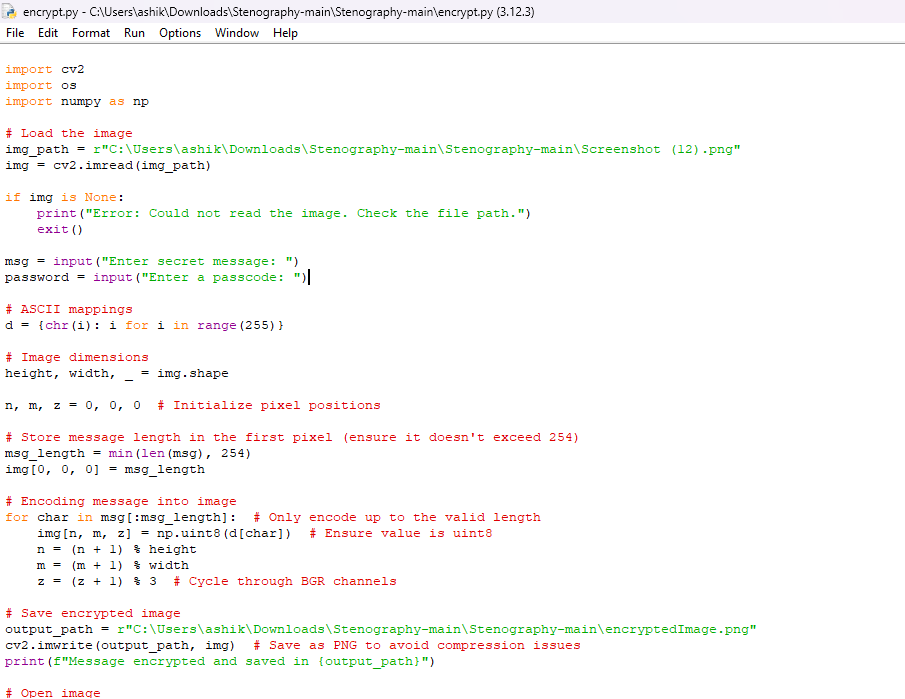 encrypt.py - C:\Users\ashik\Downloads\Stenography-main\Stenography-main\encrypt.py (3.12.3)
File Edit Format Run Options Window Help
import cv2
import os
import numpy as np
# Load the image
img_path = r"C:\Users\ashik\Downloads\Stenography-main\Stenography-main\Screenshot (12).png"
img = cv2.imread(img_path)
if img is None:
    print("Error: Could not read the image. Check the file path.")
    exit()
msg = input("Enter secret message: ")
password = input("Enter a passcode: ")
# ASCII mappings
d = {chr(i): i for i in range(255)}
# Image dimensions
height, width, _ = img.shape
n, m, z = 0, 0, 0  # Initialize pixel positions
# Store message length in the first pixel (ensure it doesn't exceed 254)
msg_length = min(len(msg), 254)
img[0, 0, 0] = msg_length
# Encoding message into image
for char in msg[:msg_length]:  # Only encode up to the valid length
    img[n, m, z] = np.uint8(d[char])  # Ensure value is uint8
    n = (n + 1) % height
    m = (m + 1) % width
    z = (z + 1) % 3  # Cycle through BGR channels
# Save encrypted image
output_path = r"C:\Users\ashik\Downloads\Stenography-main\Stenography-main\encryptedImage.png"
cv2.imwrite(output_path, img)  # Save as PNG to avoid compression issues
print(f"Message encrypted and saved in {output_path}")
# Open image